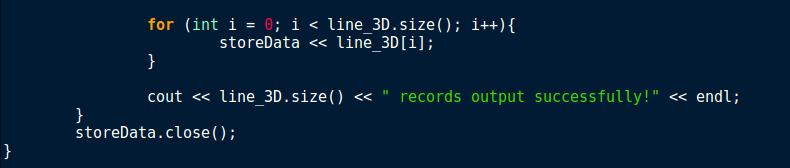 for (int i = 0; i < line_3D.size(); i++){
storeData << line_3D[i];
}
cout << line_3D.size() << " records output successfully!" << endl;
}
storeData.close();
}